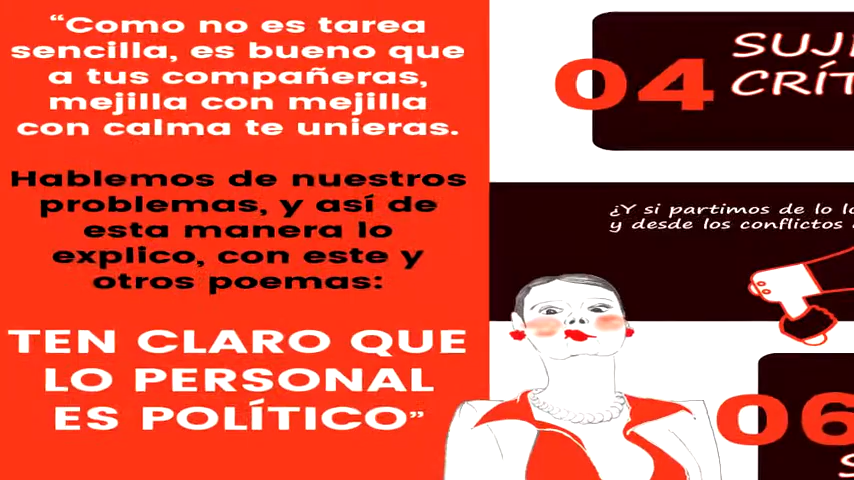 “Como no es tarea
sencilla, es bueno que
a tus compañeras,
mejilla con mejilla
con calma te unieras.
Hablemos de nuestros
problemas, y así de
esta manera lo
explico, con este y
otros poemas:
TEN CLARO QUE
LO PERSONAL
ES POLÍTICO”
04
¿Y si partimos de lo
y desde los conflictos
06